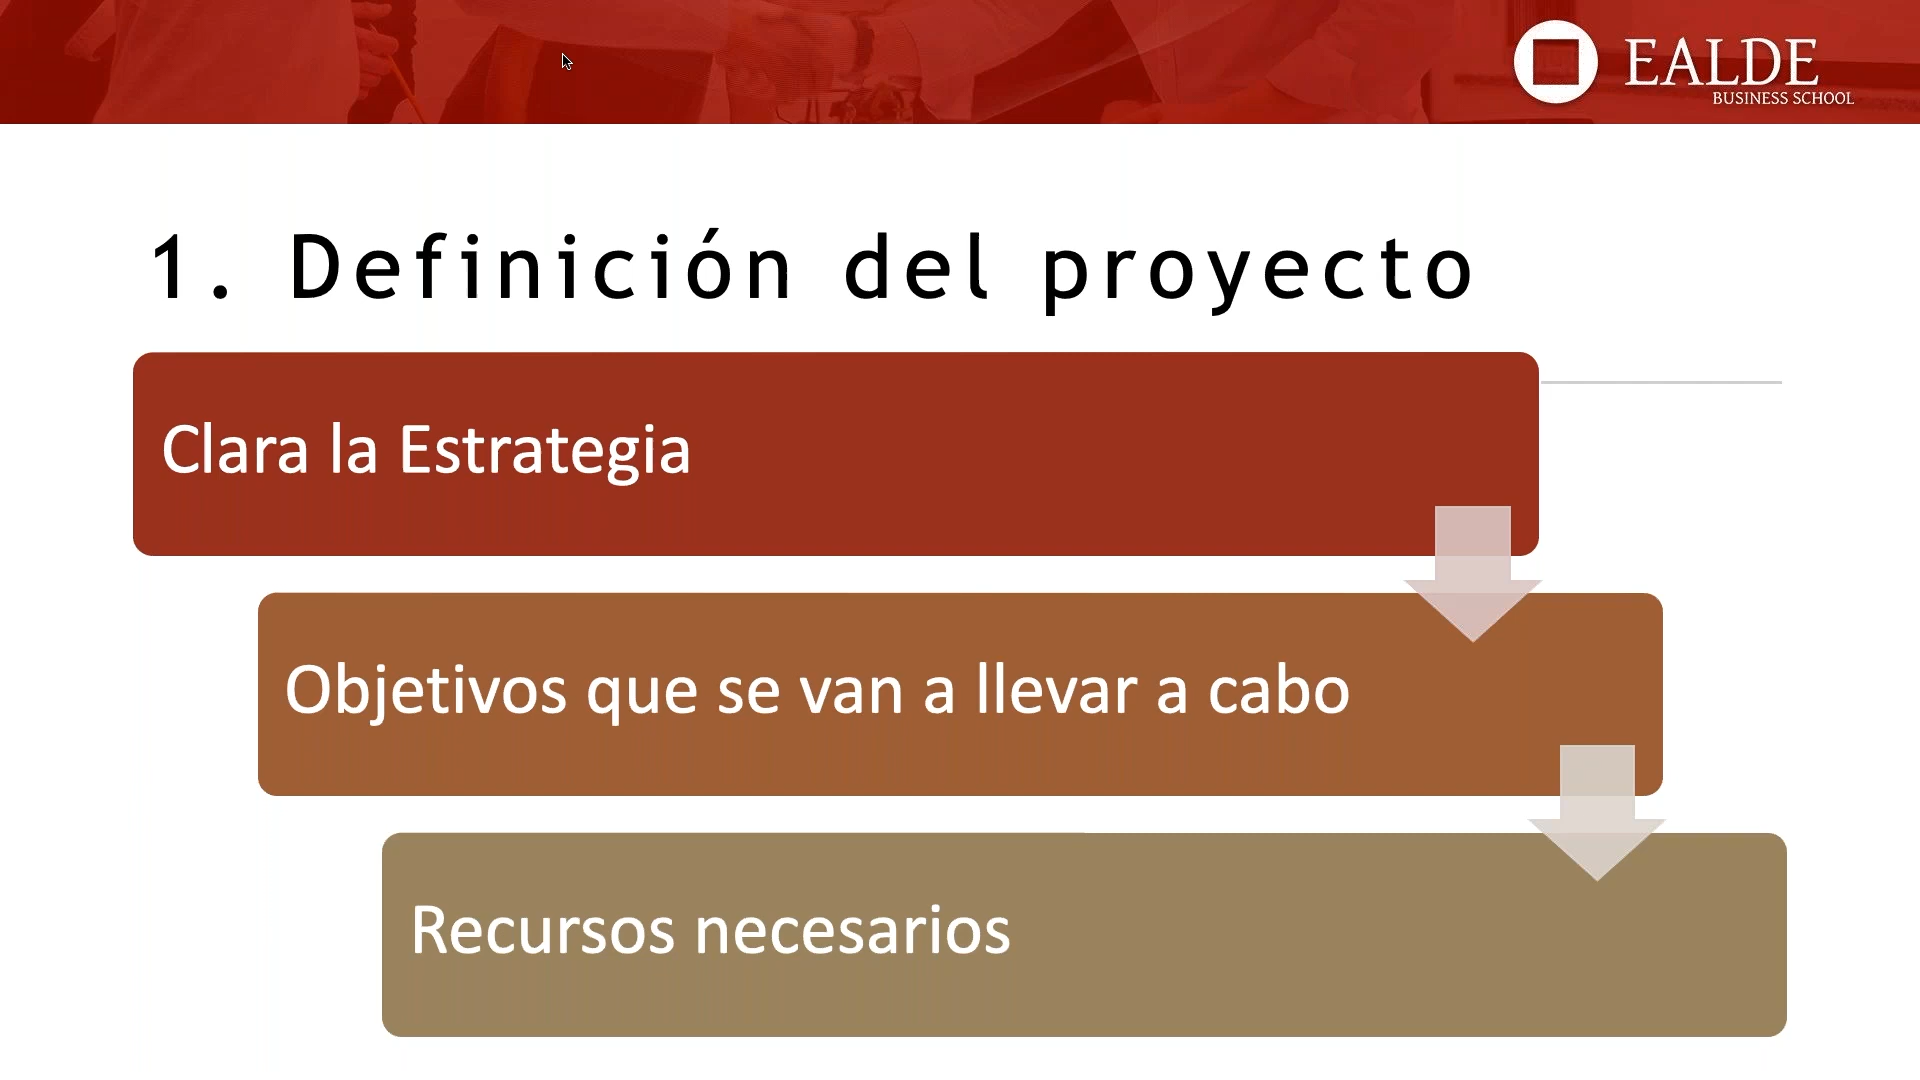 EALDE
BUSINESS SCHOOL
1. Definición del proyecto
Clara la Estrategia
Objetivos que se van a llevar a cabo
Recursos necesarios